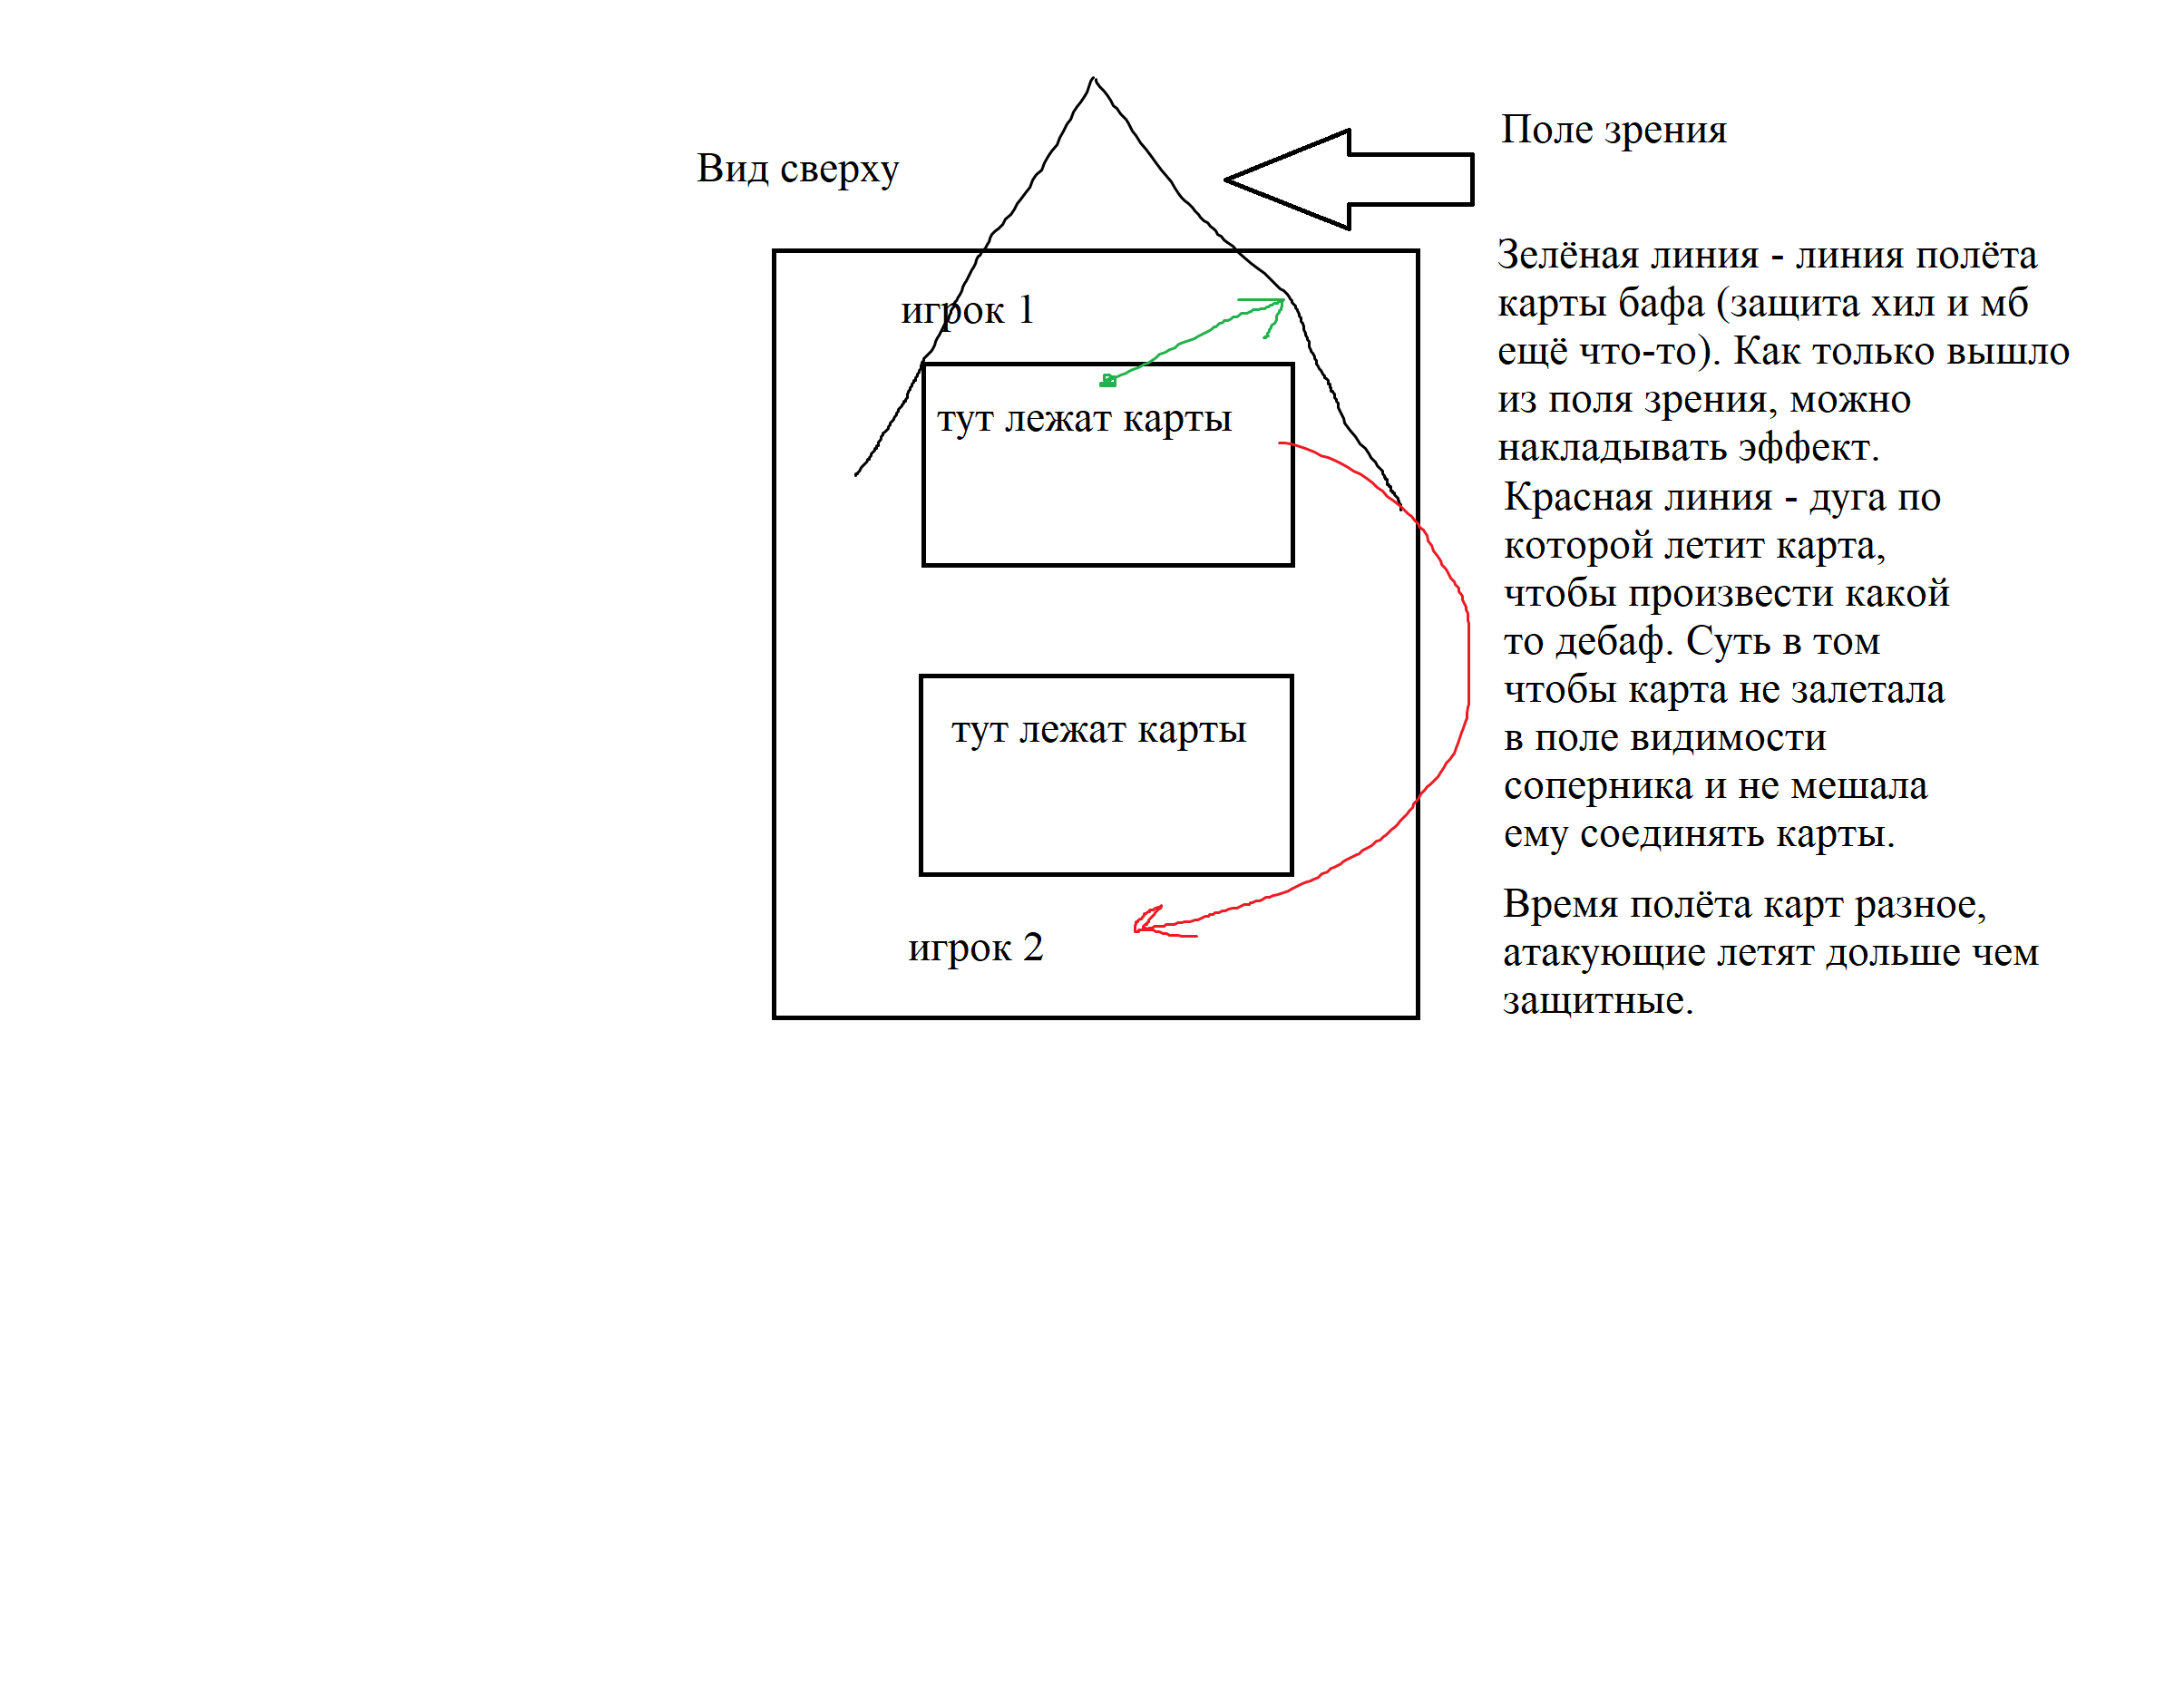 Поле зрения
Вид сверху
Зелёная линия - линия полёта
карты бафа (защита хил и мб
ещё что-то). Как только вышло
из поля зрения, можно
накладывать эффект.
игрок 1
тут лежат карты
Красная линия - дуга по
которой летит карта,
чтобы произвести какой
то дебаф. Суть в том
чтобы карта не залетала
в поле видимости
соперника и не мешала
ему соединять карты.
тут лежат карты
игрок 2
Время полёта карт разное,
атакующие летят дольше чем
защитные.